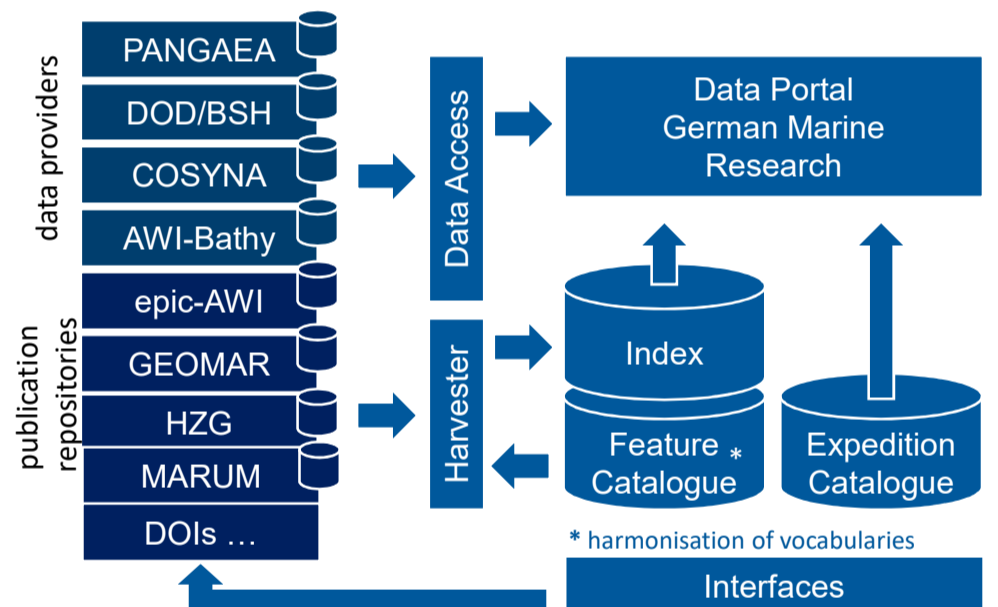 data providers
PANGAEA
DOD/BSH
COSYNA
AWI-Bathy
publication
repositories
epic-AWI
GEOMAR
HZG
MARUM
DOIs ...
Data Access
Harvester
Data Portal
German Marine
Research
Index
Feature *
Catalogue
Expedition
Catalogue
* harmonisation of vocabularies
Interfaces